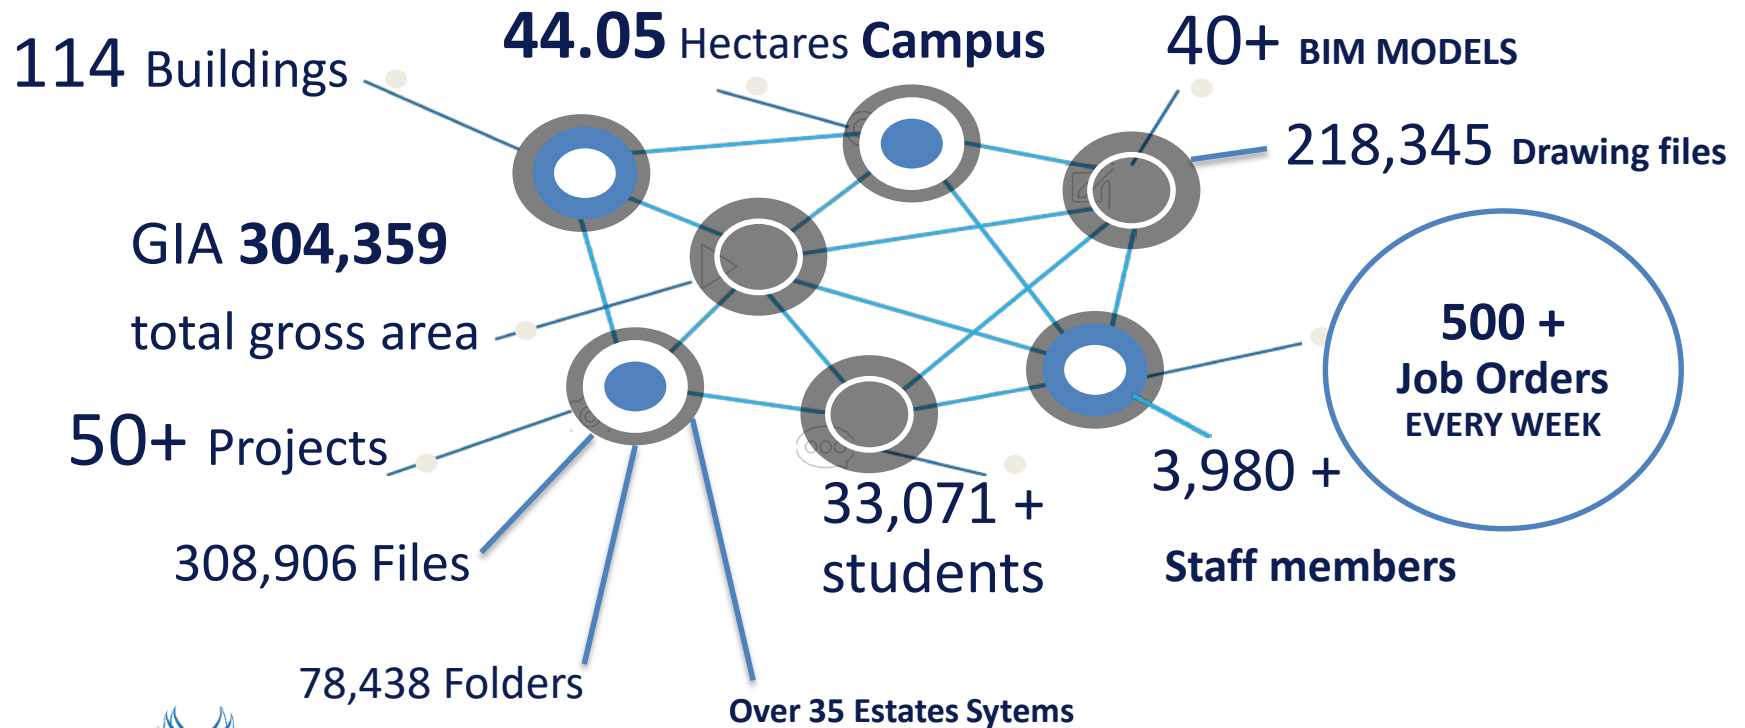 44.05 Hectares Campus
40+ BIM MODELS
114 Buildings
218,345 Drawing files
GIA 304,359
total gross area
500 +
Job Orders
EVERY WEEK
50+ Projects
3,980 +
Staff members
33,071 +
students
308,906 Files
78,438 Folders
Over 35 Estates Sytems